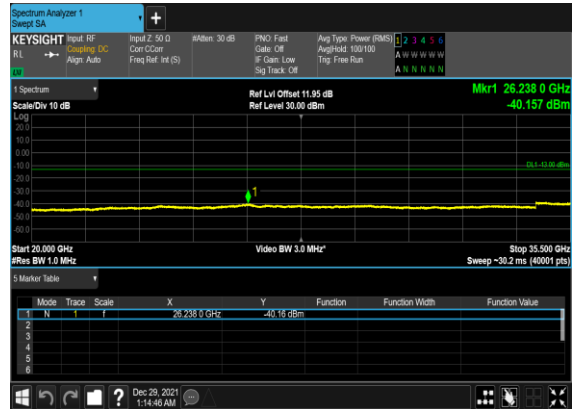 Spectrum Analyzer 1
Swept SA
+
KEYSIGHT Input: RF Input Z: 50 Ω #Atten: 30 dB PNO: Fast Avg Type: Power (RMS) 1 2 3 4 5 6
RL Coupling: DC Corr CCorr Gate: Off Avg|Hold: 100/100 A W W W W W
Align: Auto Freq Ref: Int (S) IF Gain: Low Trig: Free Run
Sig Track: Off A N N N N N
1 Spectrum Ref Lvl Offset 11.95 dB Mkr1 26.238 0 GHz
Scale/Div 10 dB Ref Level 30.00 dBm -40.157 dBm
Log
20.0
10.0
0.00
-10.0 DL1 -13.00 dBm
-20.0
-30.0 1
-40.0
-50.0
-60.0
Start 20.000 GHz Video BW 3.0 MHz* Stop 35.500 GHz
#Res BW 1.0 MHz Sweep ~30.2 ms (40001 pts)
5 Marker Table
Mode Trace Scale X Y Function Function Width Function Value
1 N 1 f 26.238 0 GHz -40.16 dBm
2
3
4
5
6
? Dec 29, 2021
1:14:46 AM